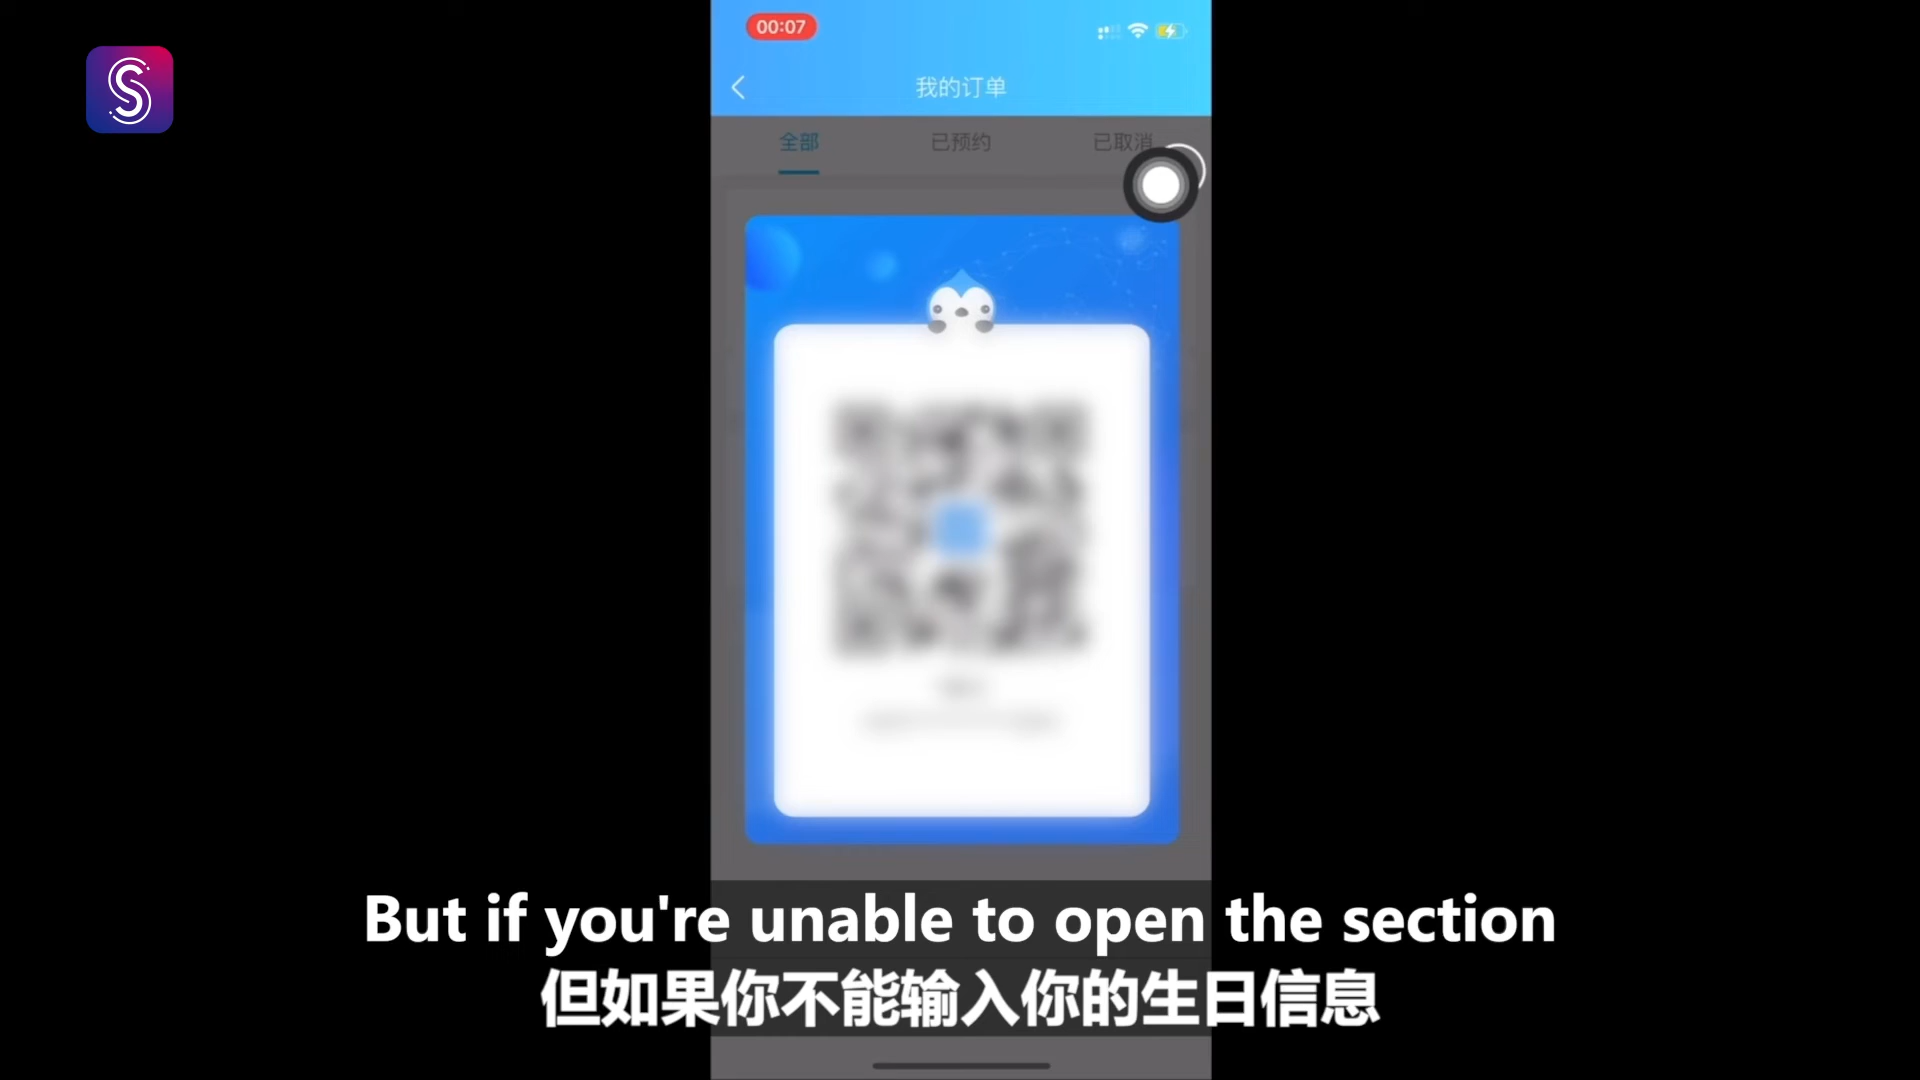 00:07
我的订单
全部 已预约 已取消
But if you're unable to open the section
但如果你不能输入你的生日信息